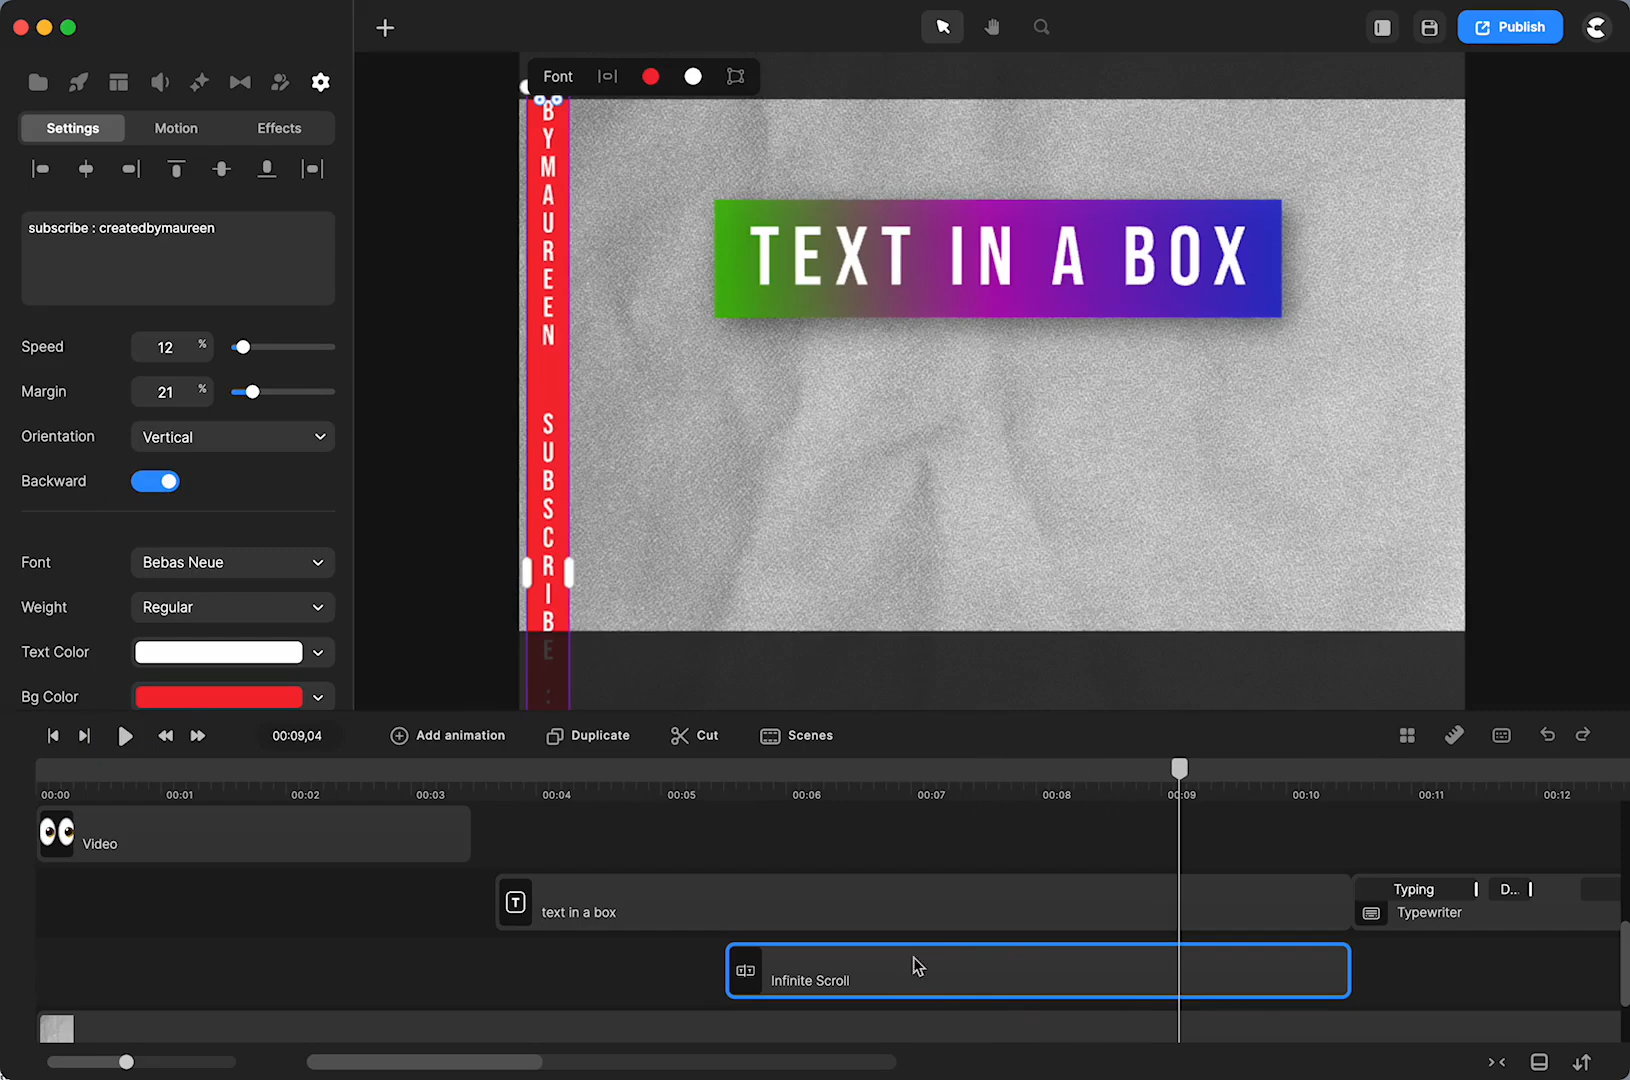 Publish
Font
Settings
Motion
Effects
subscribe : createdbymaureen
Speed
12 %
Margin
21 %
Orientation
Vertical
Backward
Font
Bebas Neue
Weight
Regular
Text Color
Bg Color
BYMAUREEN SUBSCRIBE :
TEXT IN A BOX
00:09,04
Add animation
Duplicate
Cut
Scenes
00:00
00:01
00:02
00:03
00:04
00:05
00:06
00:07
00:08
00:09
00:10
00:11
00:12
Video
T
text in a box
Typing
D...
Typewriter
Infinite Scroll